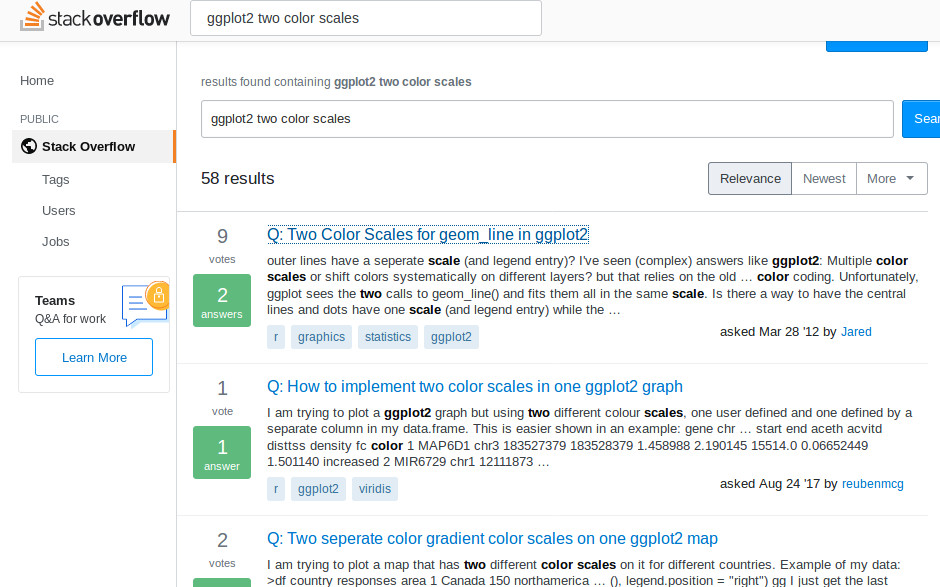 stackoverflow
ggplot2 two color scales
Home
PUBLIC
Stack Overflow
Tags
Users
Jobs
Teams
Q&A for work
Learn More
results found containing ggplot2 two color scales
ggplot2 two color scales
Sear
58 results
Relevance Newest More
9
votes
2
answers
Q: Two Color Scales for geom_line in ggplot2
outer lines have a seperate scale (and legend entry)? I've seen (complex) answers like ggplot2: Multiple color
scales or shift colors systematically on different layers? but that relies on the old … color coding. Unfortunately,
ggplot sees the two calls to geom_line() and fits them all in the same scale. Is there a way to have the central
lines and dots have one scale (and legend entry) while the …
r graphics statistics ggplot2
asked Mar 28 '12 by Jared
1
vote
1
answer
Q: How to implement two color scales in one ggplot2 graph
I am trying to plot a ggplot2 graph but using two different colour scales, one user defined and one defined by a
separate column in my data.frame. This is easier shown in an example: gene chr … start end aceth acvitd
disttss density fc color 1 MAP6D1 chr3 183527379 183528379 1.458988 2.190145 15514.0 0.06652449
1.501140 increased 2 MIR6729 chr1 12111873 …
r ggplot2 viridis
asked Aug 24 '17 by reubenmcg
2
votes
Q: Two seperate color gradient color scales on one ggplot2 map
I am trying to plot a map that has two different color scales on it for different countries. Example of my data:
>df country responses area 1 Canada 150 northamerica … (), legend.position = "right") gg I just get the last